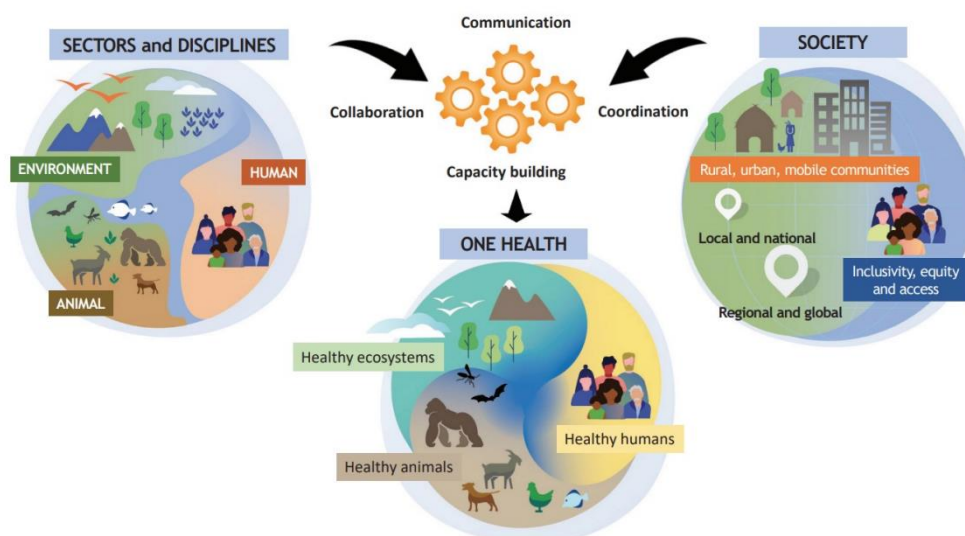 SECTORS and DISCIPLINES
ENVIRONMENT
HUMAN
ANIMAL
Communication
Collaboration
Coordination
Capacity building
SOCIETY
Rural, urban, mobile communities
Local and national
Inclusivity, equity
and access
Regional and global
ONE HEALTH
Healthy ecosystems
Healthy humans
Healthy animals